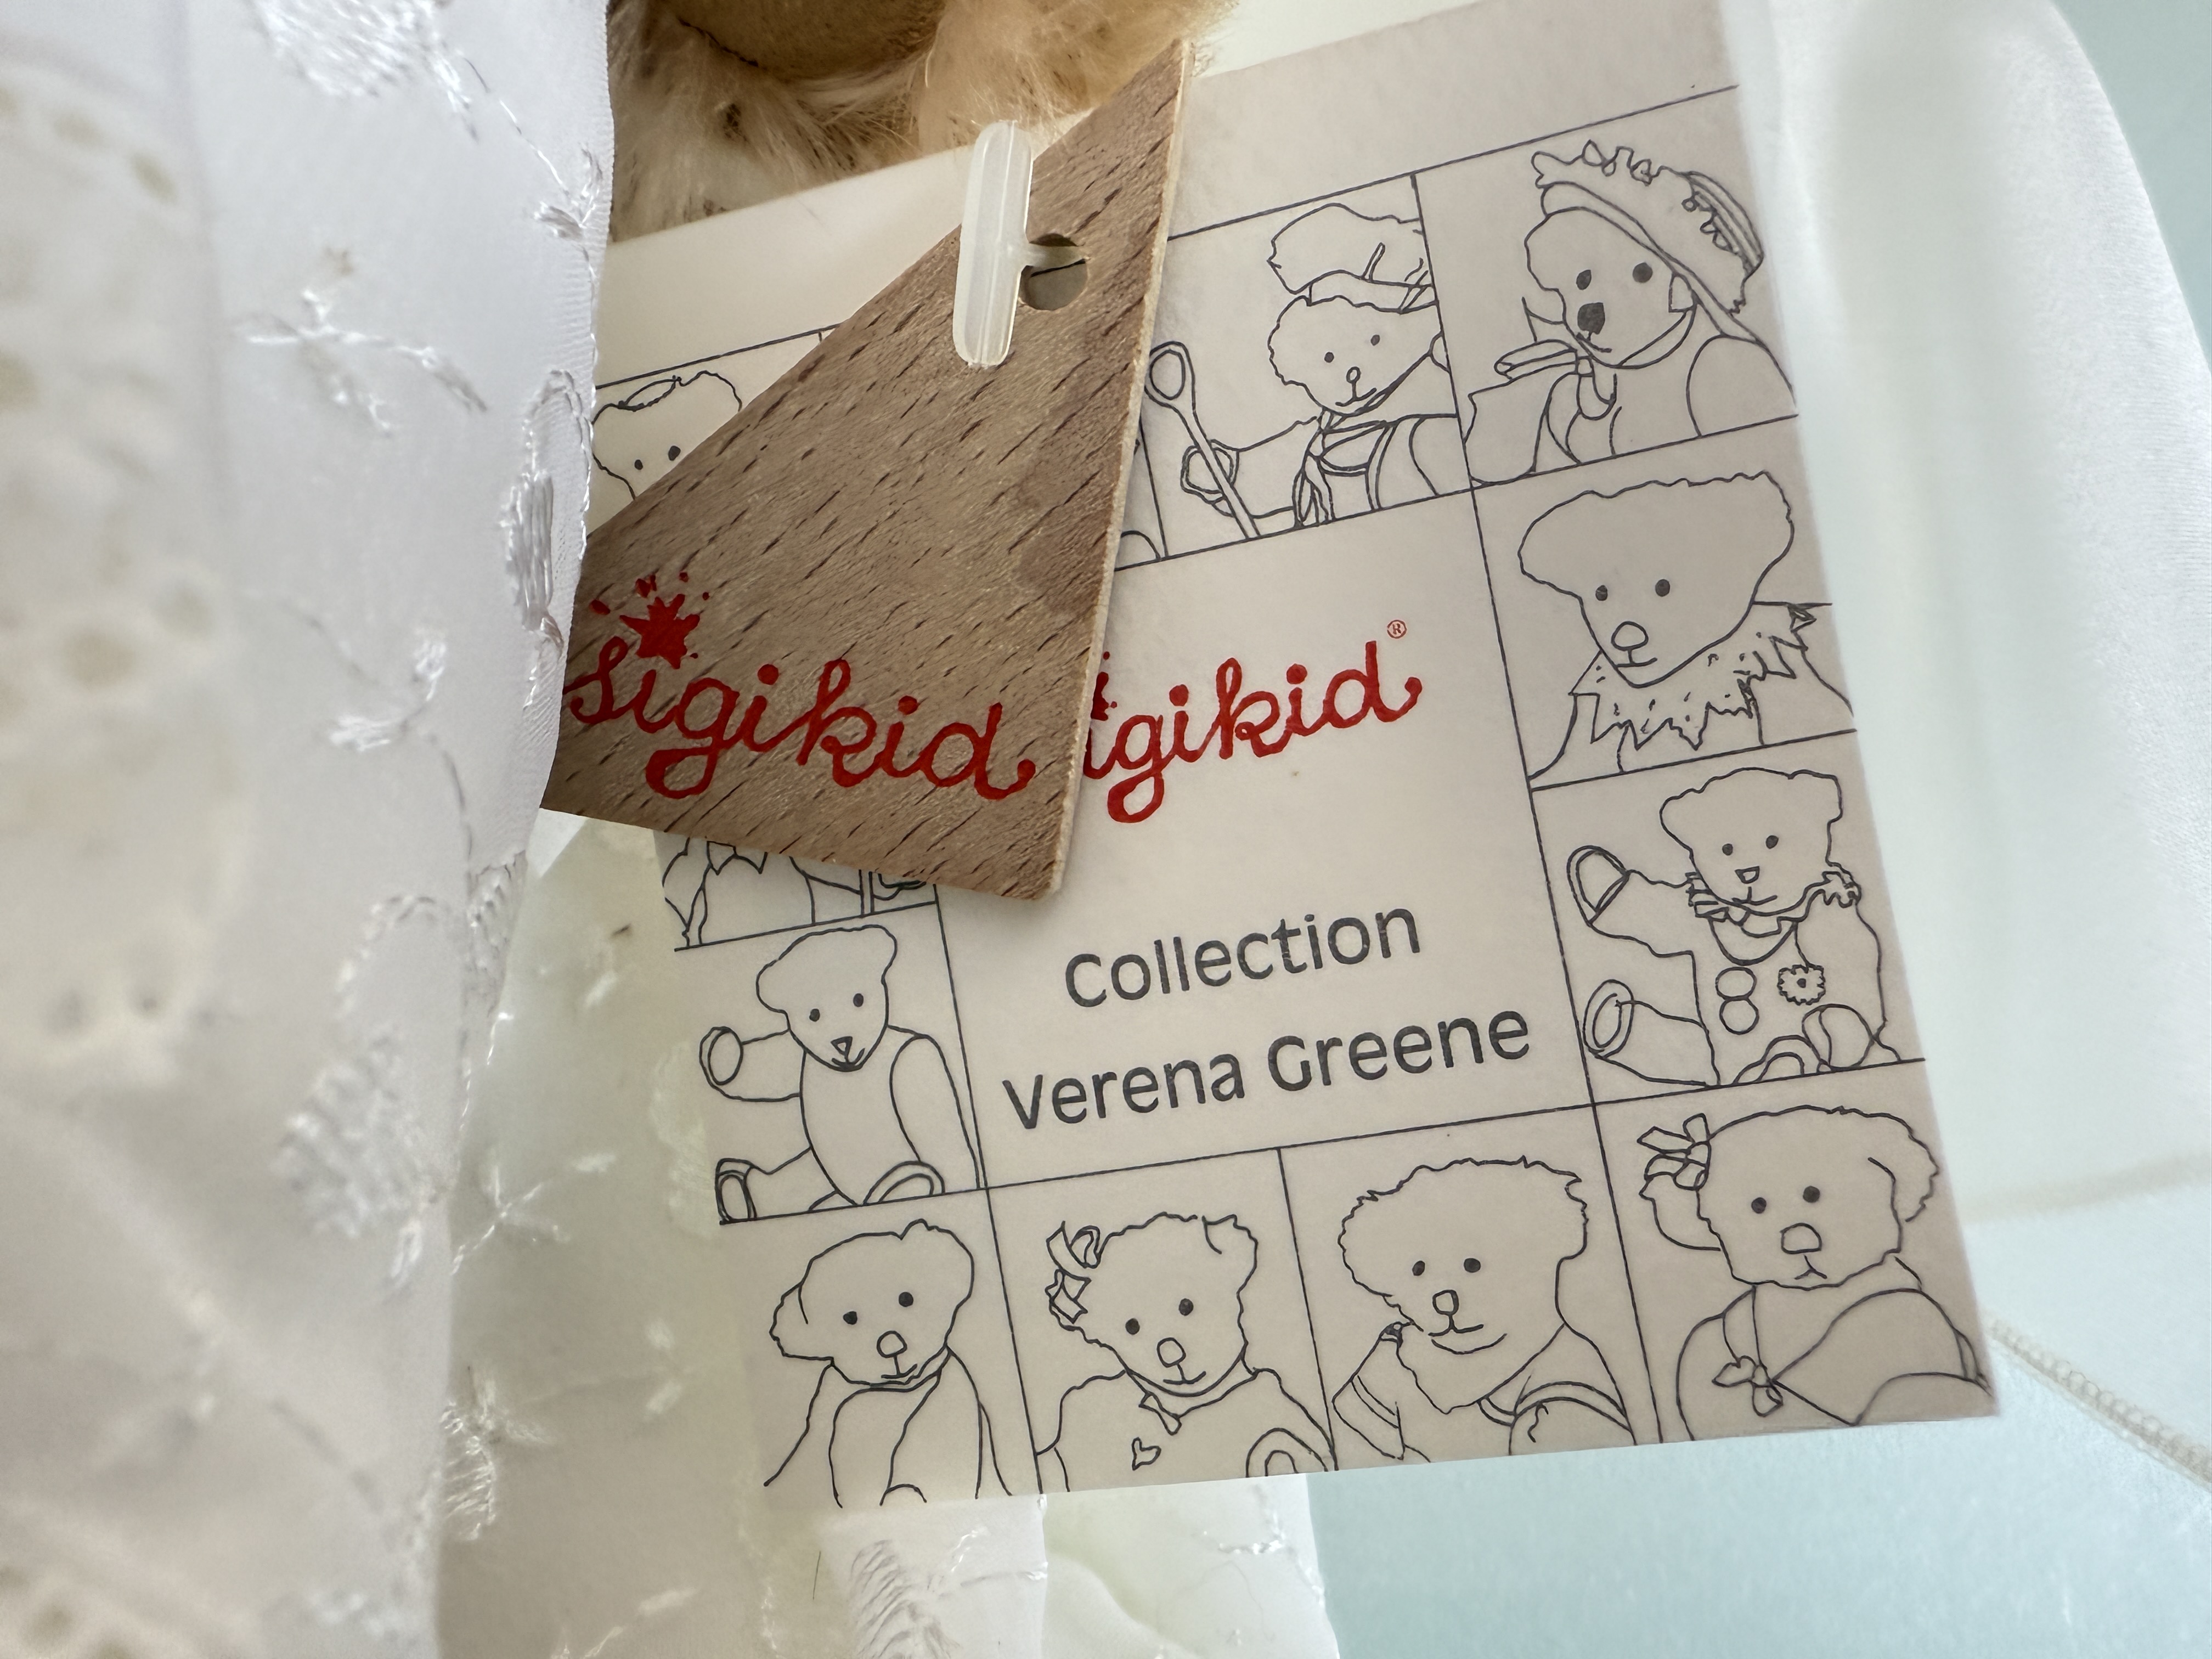 sigikid
igikid®
Collection
Verena Greene